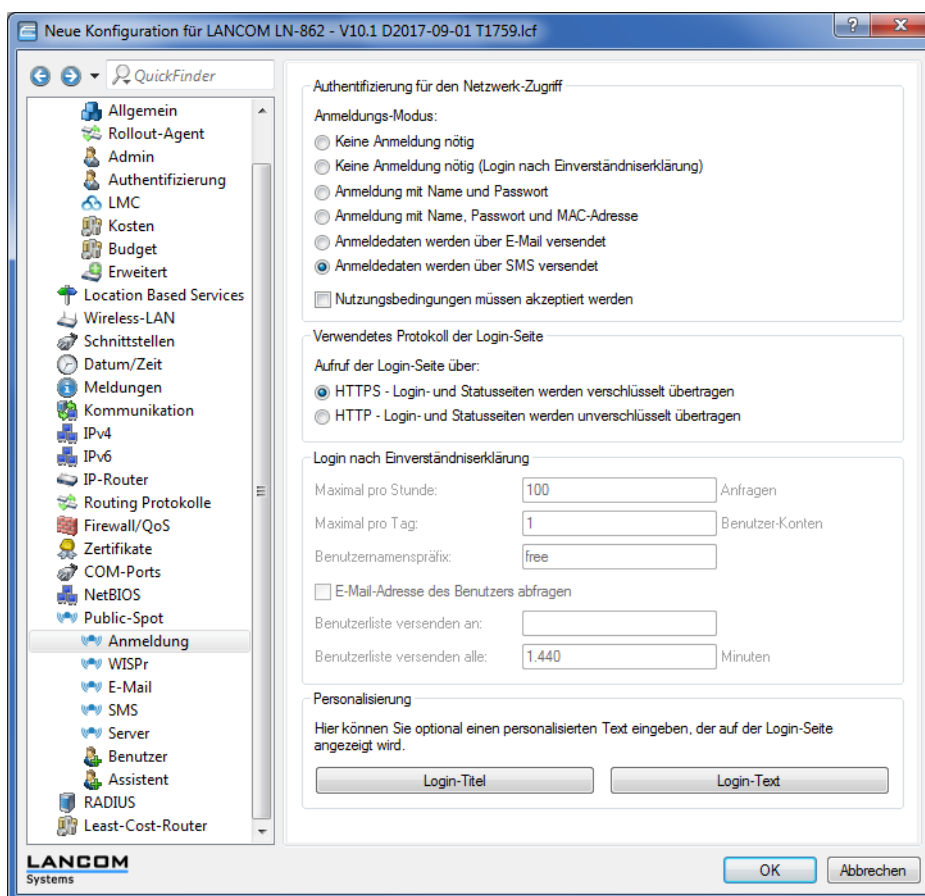 Neue Konfiguration für LANCOM LN-862 - V10.1 D2017-09-01 T1759.lcf
QuickFinder
Allgemein
Rollout-Agent
Admin
Authentifizierung
LMC
Kosten
Budget
Erweitert
Location Based Services
Wireless-LAN
Schnittstellen
Datum/Zeit
Meldungen
Kommunikation
IPv4
IPv6
IP-Router
Routing Protokolle
Firewall/QoS
Zertifikate
COM-Ports
NetBIOS
Public-Spot
Anmeldung
WISPr
E-Mail
SMS
Server
Benutzer
Assistent
RADIUS
Least-Cost-Router
Authentifizierung für den Netzwerk-Zugriff
Anmeldungs-Modus:
Keine Anmeldung nötig
Keine Anmeldung nötig (Login nach Einverständniserklärung)
Anmeldung mit Name und Passwort
Anmeldung mit Name, Passwort und MAC-Adresse
Anmeldedaten werden über E-Mail versendet
Anmeldedaten werden über SMS versendet
Nutzungsbedingungen müssen akzeptiert werden
Verwendetes Protokoll der Login-Seite
Aufruf der Login-Seite über:
HTTPS - Login- und Statusseiten werden verschlüsselt übertragen
HTTP - Login- und Statusseiten werden unverschlüsselt übertragen
Login nach Einverständniserklärung
Maximal pro Stunde: 100 Anfragen
Maximal pro Tag: 1 Benutzer-Konten
Benutzernamenspräfix: free
E-Mail-Adresse des Benutzers abfragen
Benutzerliste versenden an:
Benutzerliste versenden alle: 1.440 Minuten
Personalisierung
Hier können Sie optional einen personalisierten Text eingeben, der auf der Login-Seite
angezeigt wird.
Login-Titel Login-Text
LANCOM
Systems
OK Abbrechen